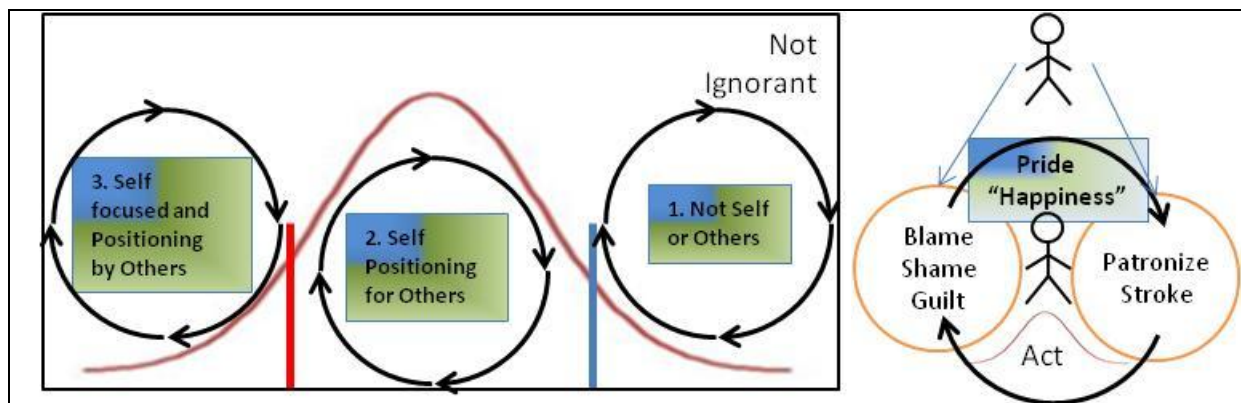 Not
Ignorant
3. Self
focused and
Positioning
by Others
2. Self
Positioning
for Others
1. Not Self
or Others
Pride
“Happiness”
Blame
Shame
Guilt
Patronize
Stroke
Act